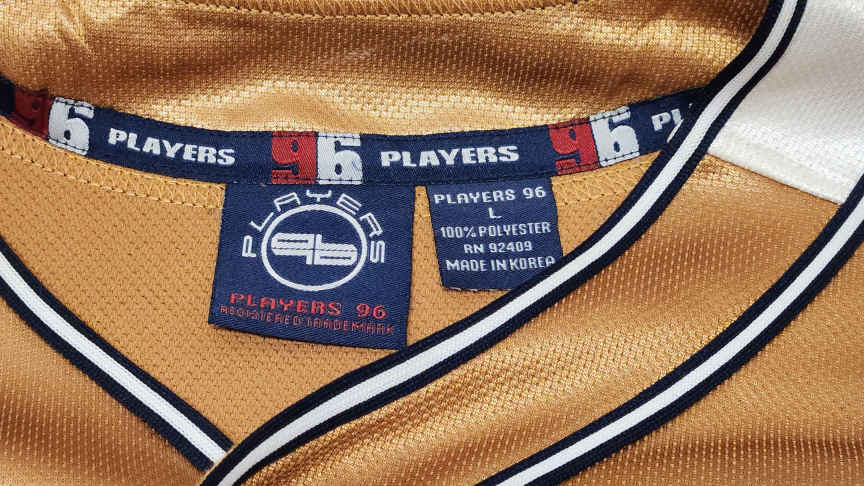 96 PLAYERS 96 PLAYERS 96
PLAYERS
96
PLAYERS 96
REGISTERED TRADEMARK
PLAYERS 96
L
100% POLYESTER
RN 92409
MADE IN KOREA